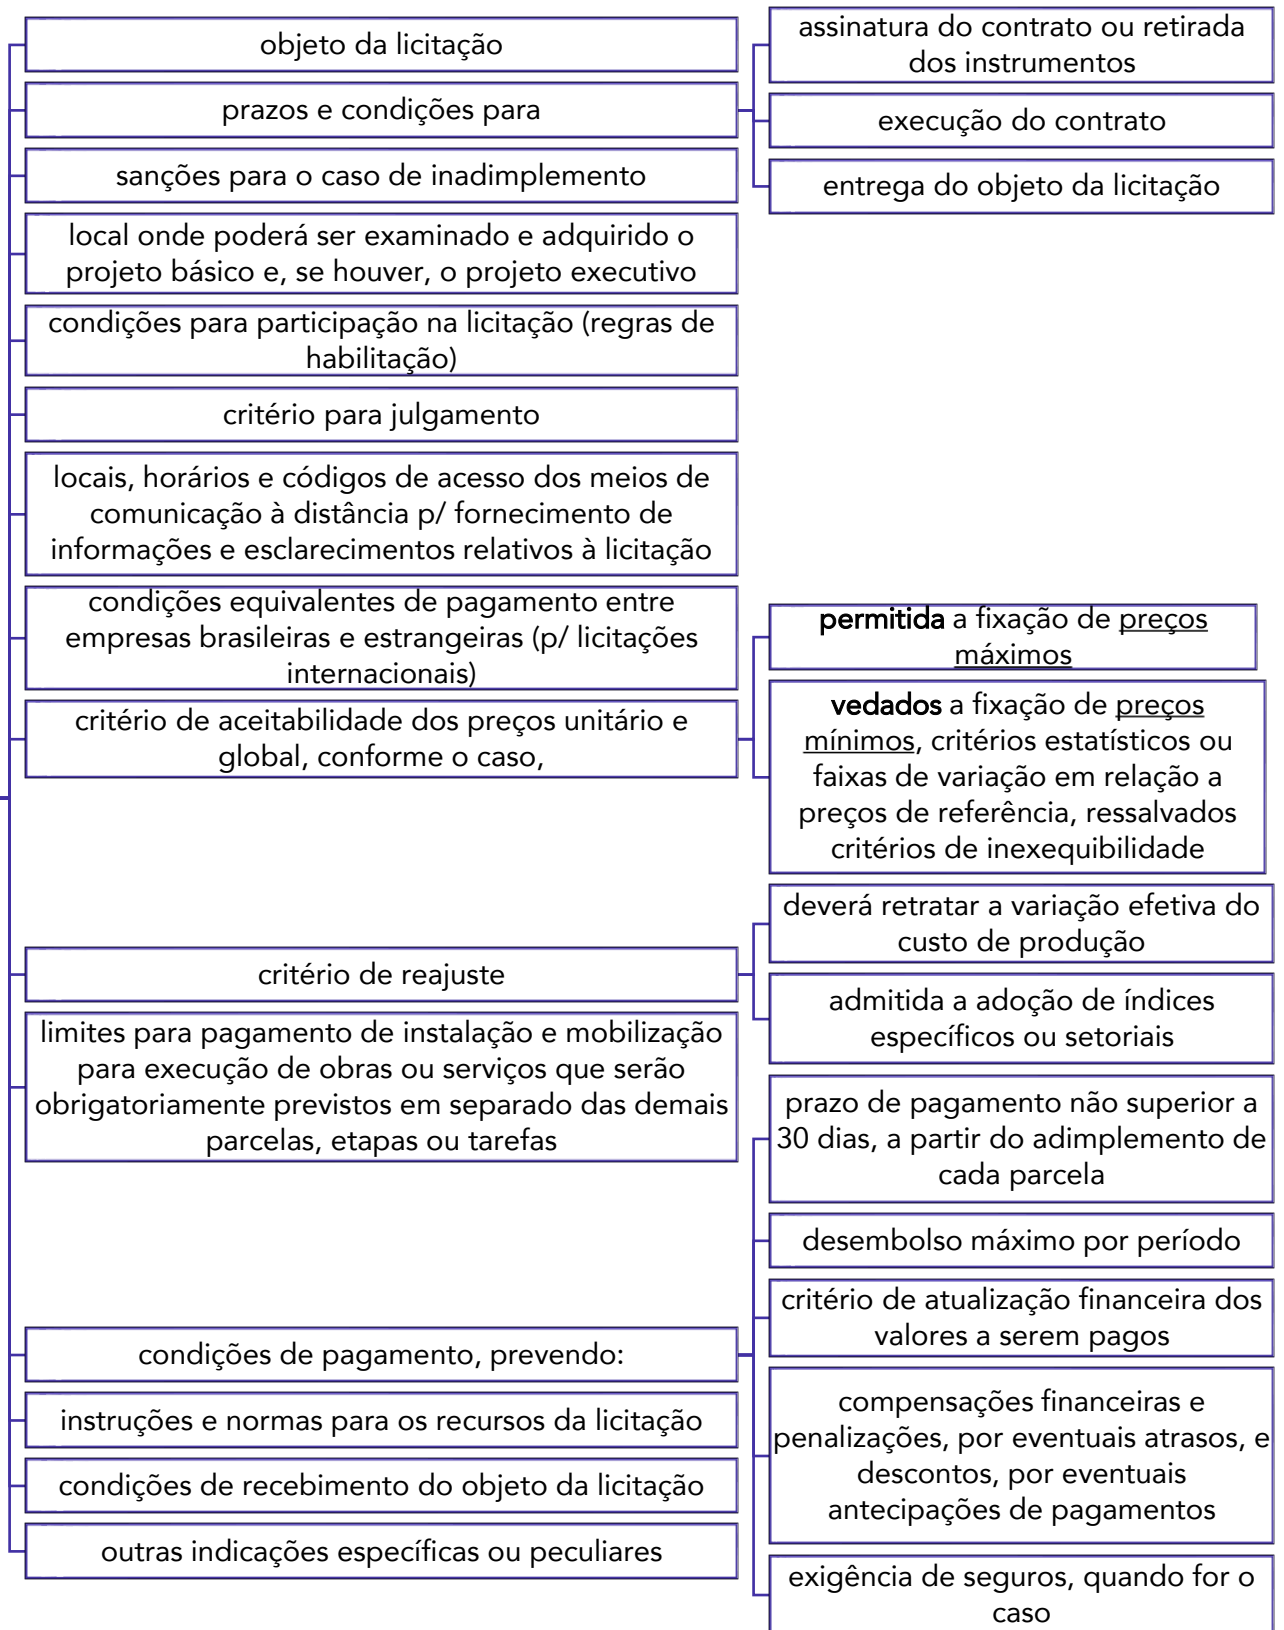 objeto da licitação
prazos e condições para
assinatura do contrato ou retirada
dos instrumentos
execução do contrato
entrega do objeto da licitação
sanções para o caso de inadimplemento
local onde poderá ser examinado e adquirido o
projeto básico e, se houver, o projeto executivo
condições para participação na licitação (regras de
habilitação)
critério para julgamento
locais, horários e códigos de acesso dos meios de
comunicação à distância p/ fornecimento de
informações e esclarecimentos relativos à licitação
condições equivalentes de pagamento entre
empresas brasileiras e estrangeiras (p/ licitações
internacionais)
critério de aceitabilidade dos preços unitário e
global, conforme o caso,
permitida a fixação de preços
máximos
vedados a fixação de preços
mínimos, critérios estatísticos ou
faixas de variação em relação a
preços de referência, ressalvados
critérios de inexequibilidade
critério de reajuste
deverá retratar a variação efetiva do
custo de produção
admitida a adoção de índices
específicos ou setoriais
limites para pagamento de instalação e mobilização
para execução de obras ou serviços que serão
obrigatoriamente previstos em separado das demais
parcelas, etapas ou tarefas
condições de pagamento, prevendo:
prazo de pagamento não superior a
30 dias, a partir do adimplemento de
cada parcela
desembolso máximo por período
critério de atualização financeira dos
valores a serem pagos
compensações financeiras e
penalizações, por eventuais atrasos, e
descontos, por eventuais
antecipações de pagamentos
exigência de seguros, quando for o
caso
instruções e normas para os recursos da licitação
condições de recebimento do objeto da licitação
outras indicações específicas ou peculiares